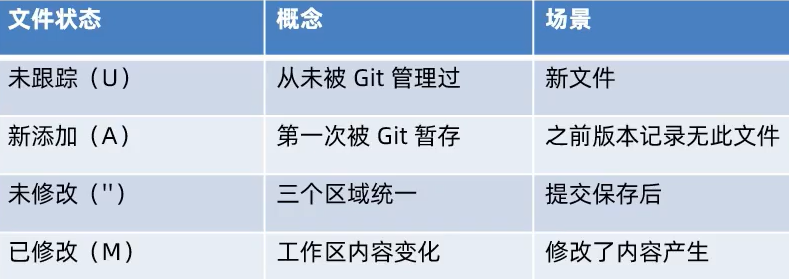 文件状态 概念 场景
未跟踪（U） 从未被 Git 管理过 新文件
新添加（A） 第一次被 Git 暂存 之前版本记录无此文件
未修改（''） 三个区域统一 提交保存后
已修改（M） 工作区内容变化 修改了内容产生